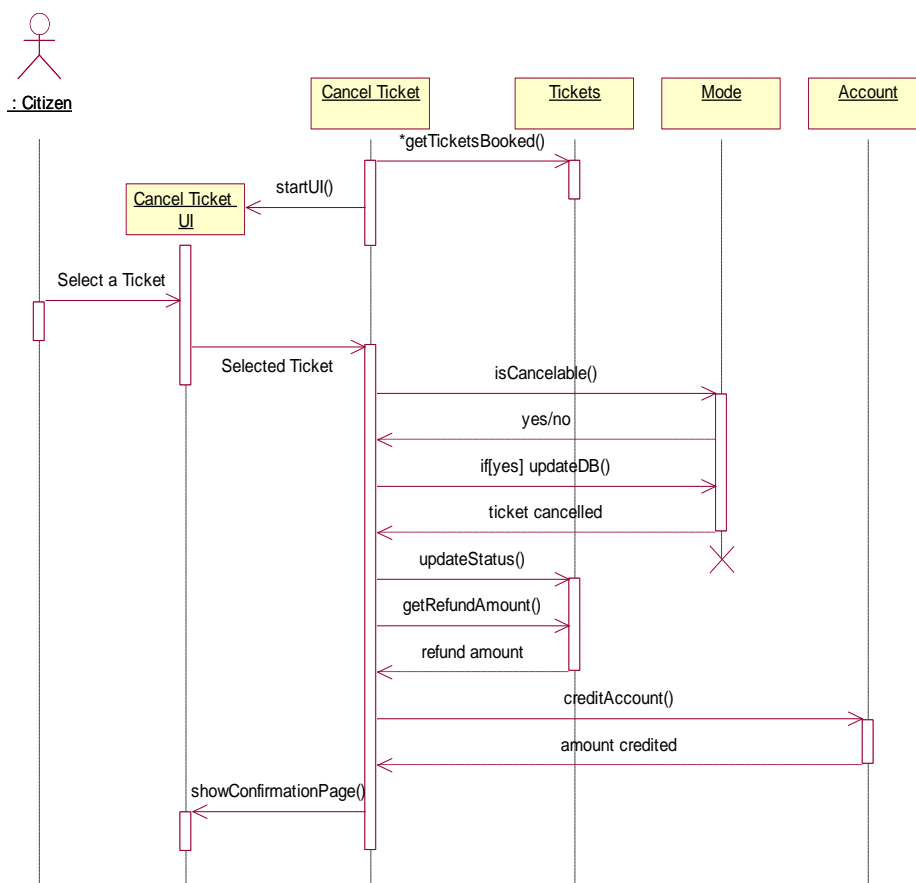 : Citizen
Cancel Ticket
Tickets
Mode
Account
*getTicketsBooked()
startUI()
Cancel Ticket
UI
Select a Ticket
Selected Ticket
isCancelable()
yes/no
if[yes] updateDB()
ticket cancelled
updateStatus()
getRefundAmount()
refund amount
creditAccount()
amount credited
showConfirmationPage()